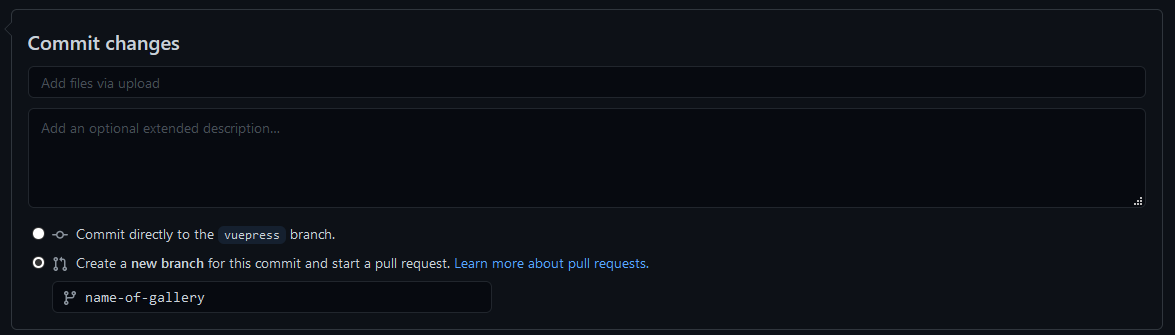 Commit changes
Add files via upload
Add an optional extended description...
Commit directly to the vuepress branch.
Create a new branch for this commit and start a pull request. Learn more about pull requests.
name-of-gallery